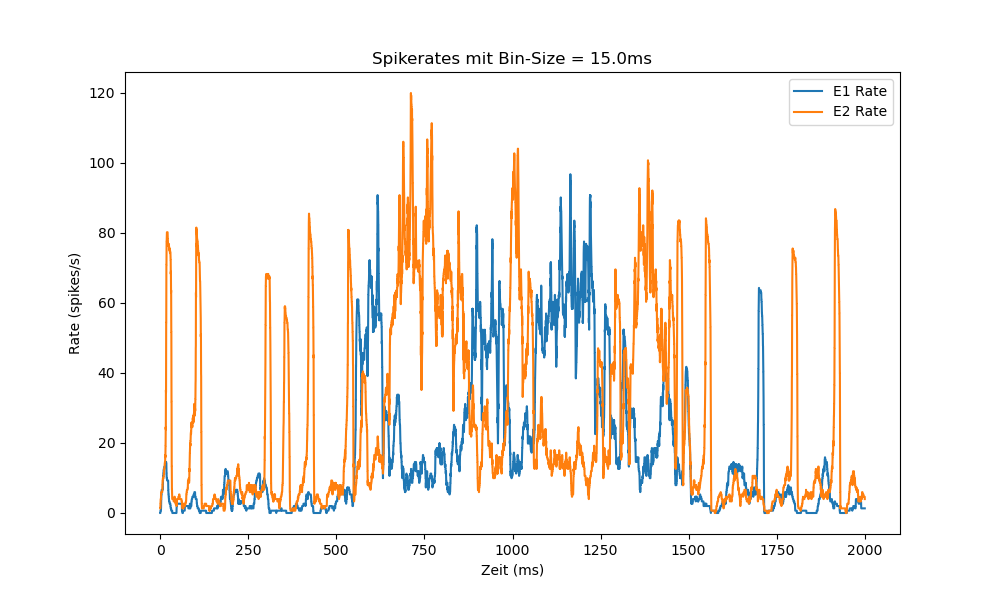 Spikerates mit Bin-Size = 15.0ms
E1 Rate
E2 Rate
120
100
80
60
40
20
0
Rate (spikes/s)
0 250 500 750 1000 1250 1500 1750 2000
Zeit (ms)